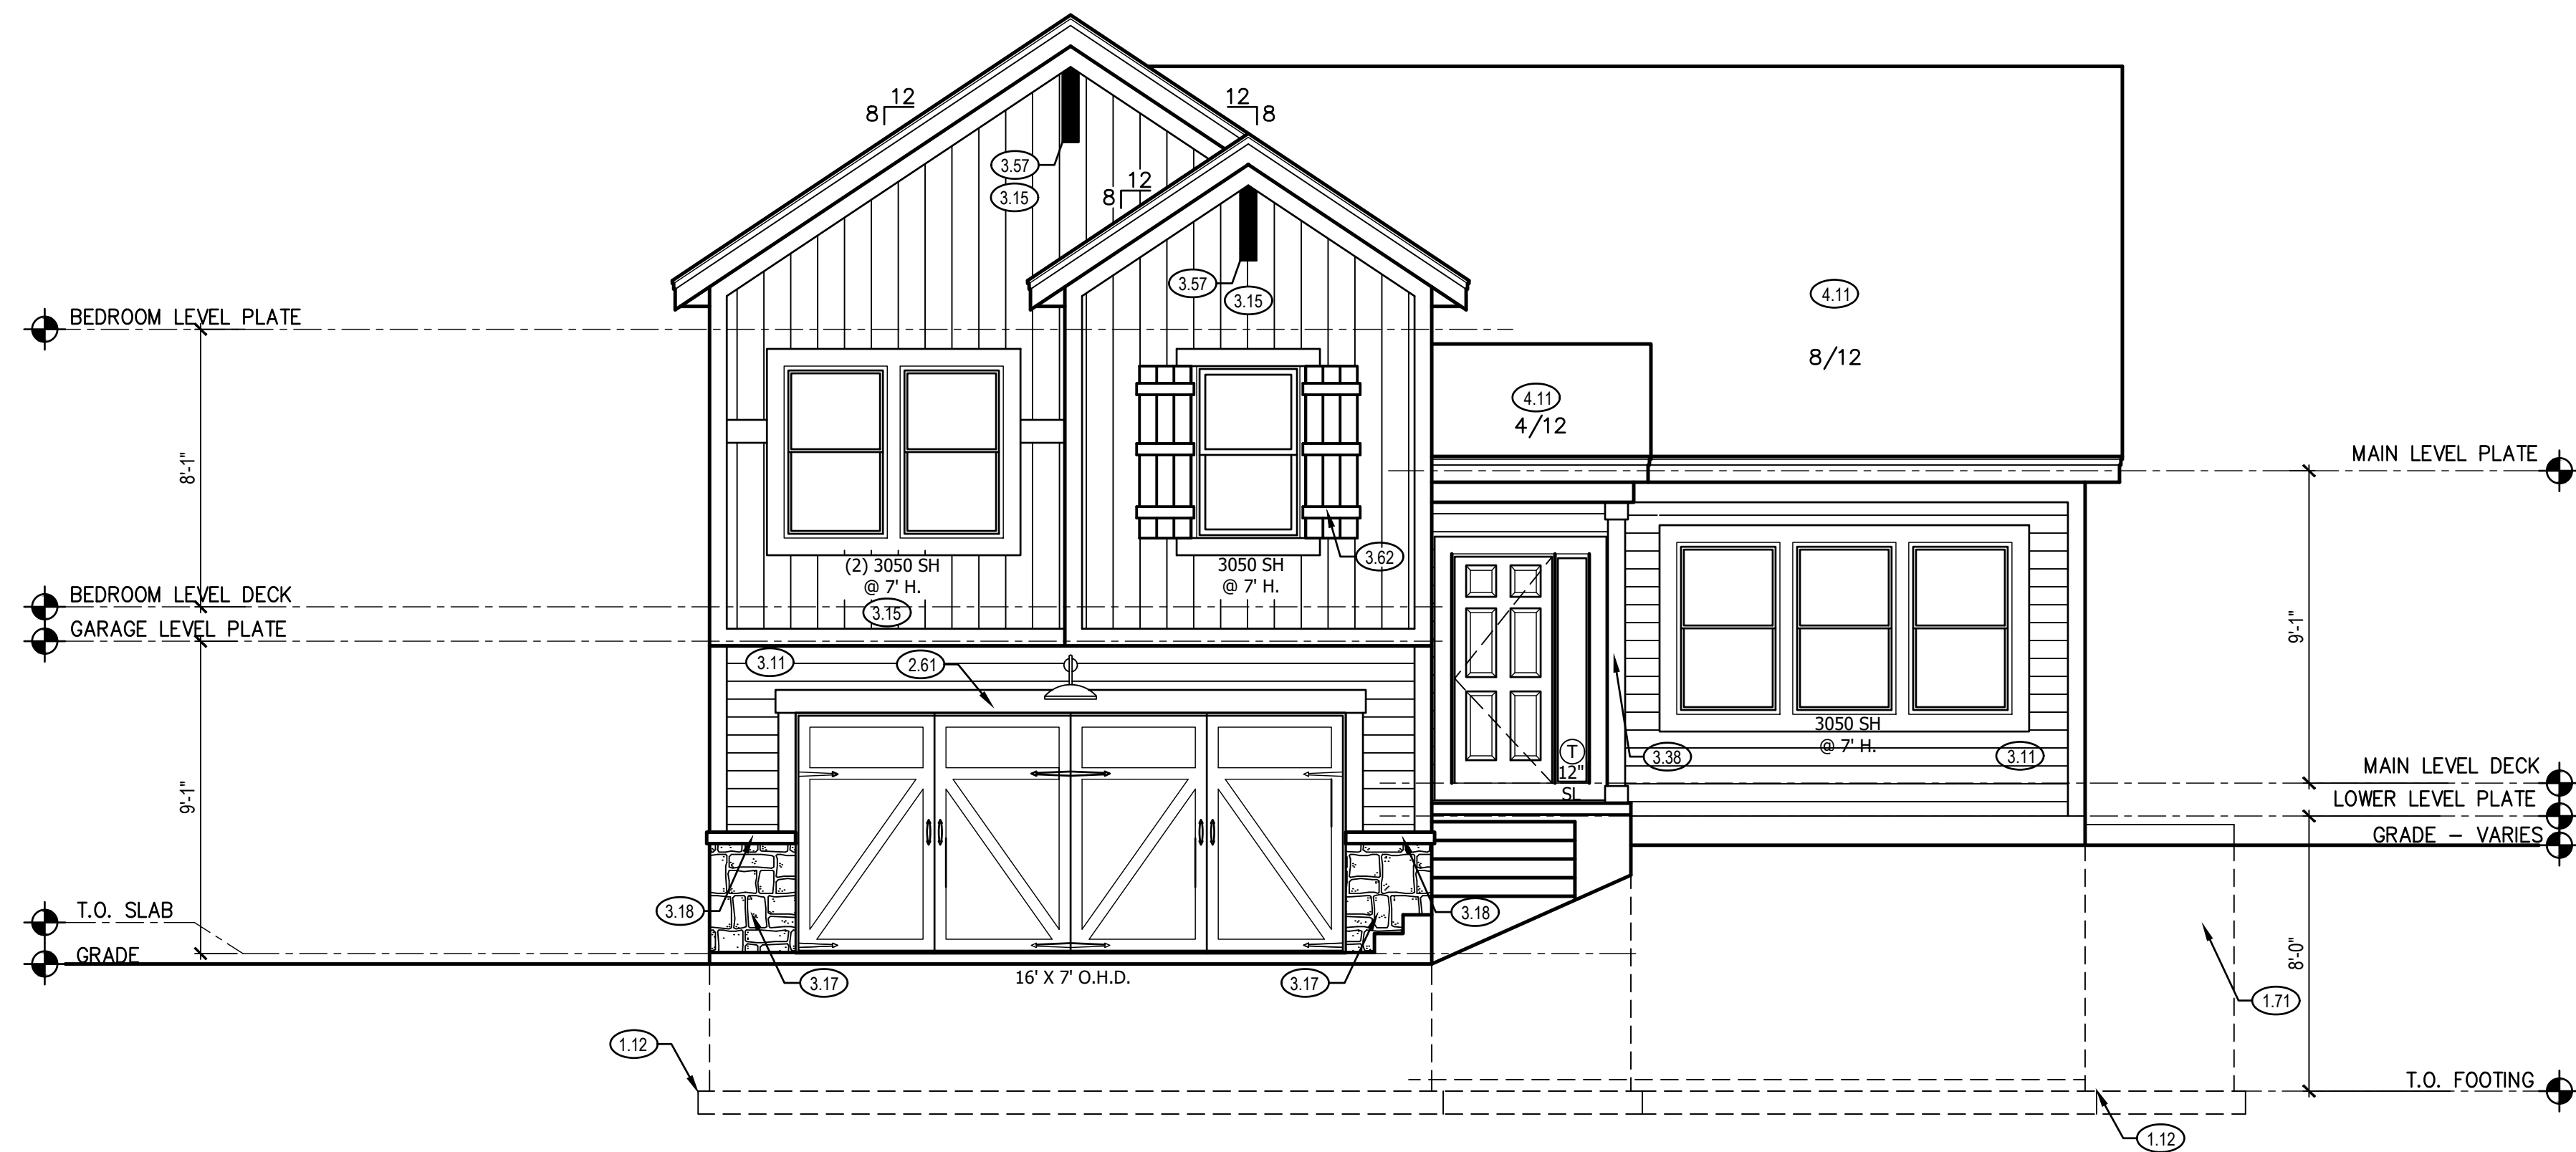 12
8
12
8
3.57
3.15
12
8
3.57
3.15
4.11
8/12
BEDROOM LEVEL PLATE
4.11
4/12
MAIN LEVEL PLATE
8'-1"
(2) 3050 SH
@ 7' H.
3.15
3050 SH
@ 7' H.
3.62
BEDROOM LEVEL DECK
GARAGE LEVEL PLATE
9'-1"
3.11
2.61
3050 SH
@ 7' H.
3.11
3.38
T
12"
SL
MAIN LEVEL DECK
LOWER LEVEL PLATE
GRADE - VARIES
9'-1"
T.O. SLAB
GRADE
3.18
3.18
3.17
16' X 7' O.H.D.
3.17
8'-0"
1.71
1.12
T.O. FOOTING
1.12